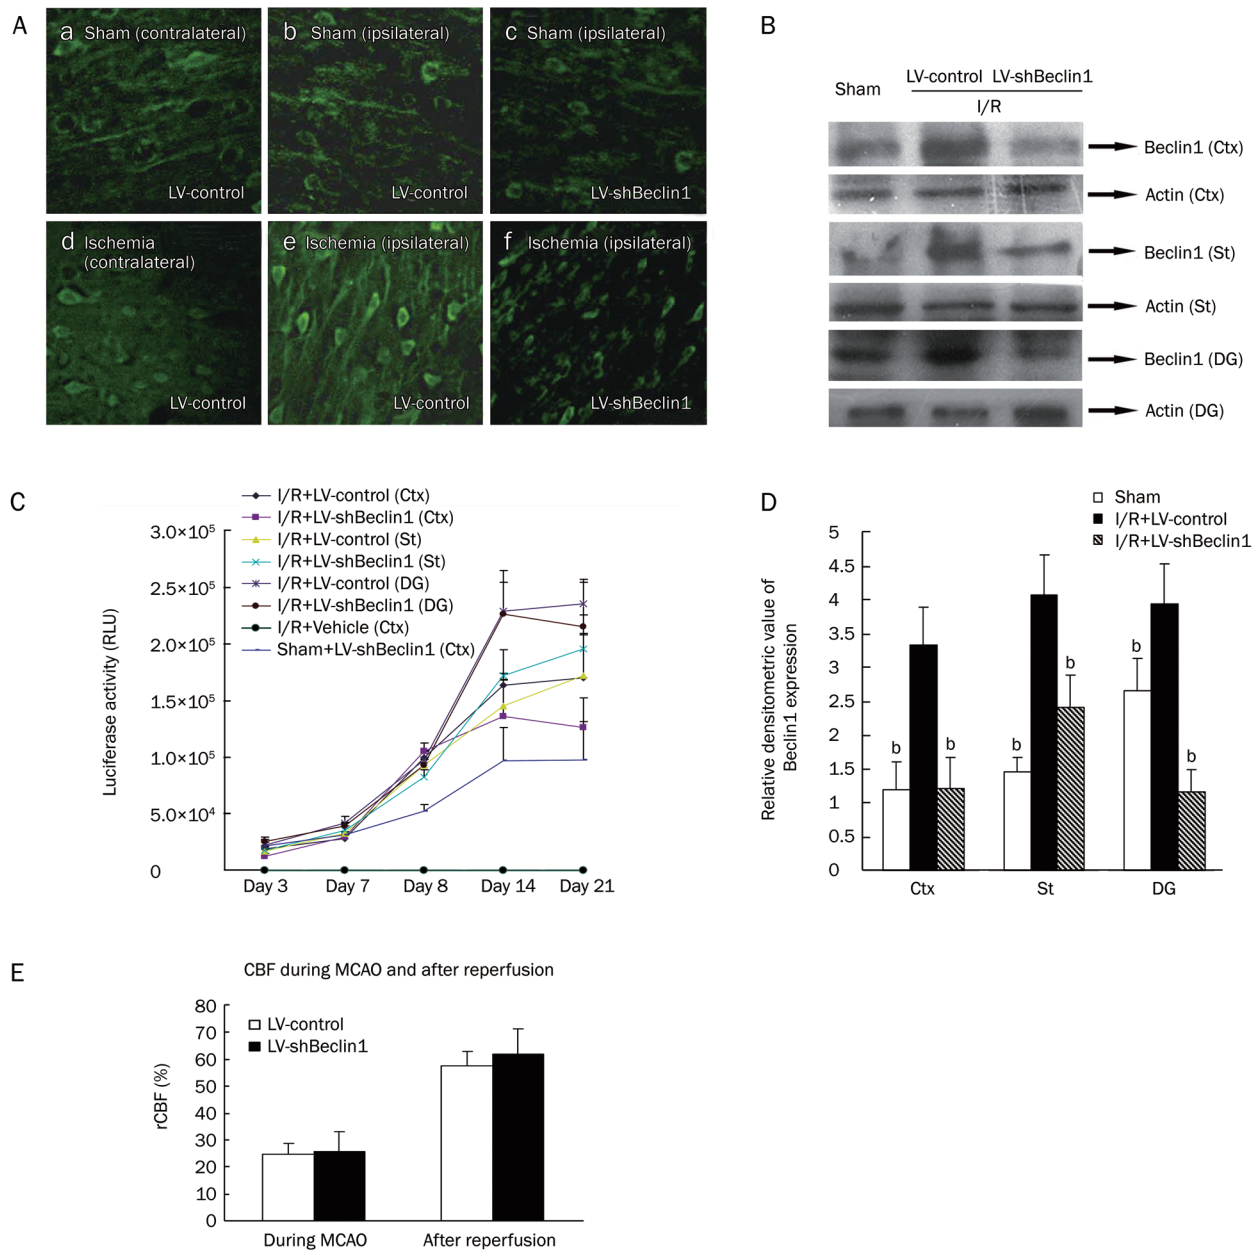 A
a Sham (contralateral)
LV-control
b Sham (ipsilateral)
LV-control
c Sham (ipsilateral)
LV-shBeclin1
d Ischemia
(contralateral)
LV-control
e Ischemia (ipsilateral)
LV-control
f Ischemia (ipsilateral)
LV-shBeclin1
B
Sham
LV-control LV-shBeclin1
I/R
Beclin1 (Ctx)
Actin (Ctx)
Beclin1 (St)
Actin (St)
Beclin1 (DG)
Actin (DG)
C
I/R+LV-control (Ctx)
I/R+LV-shBeclin1 (Ctx)
I/R+LV-control (St)
I/R+LV-shBeclin1 (St)
I/R+LV-control (DG)
I/R+LV-shBeclin1 (DG)
I/R+Vehicle (Ctx)
Sham+LV-shBeclin1 (Ctx)
Luciferase activity (RLU)
3.0×10⁵
2.5×10⁵
2.0×10⁵
1.5×10⁵
1.0×10⁵
5.0×10⁴
0
Day 3 Day 7 Day 8 Day 14 Day 21
D
Sham
I/R+LV-control
I/R+LV-shBeclin1
Relative densitometric value of
Beclin1 expression
5
4.5
4
3.5
3
2.5
2
1.5
1
0.5
0
b b b b b b
Ctx St DG
E
CBF during MCAO and after reperfusion
LV-control
LV-shBeclin1
rCBF (%)
80
70
60
50
40
30
20
10
0
During MCAO After reperfusion